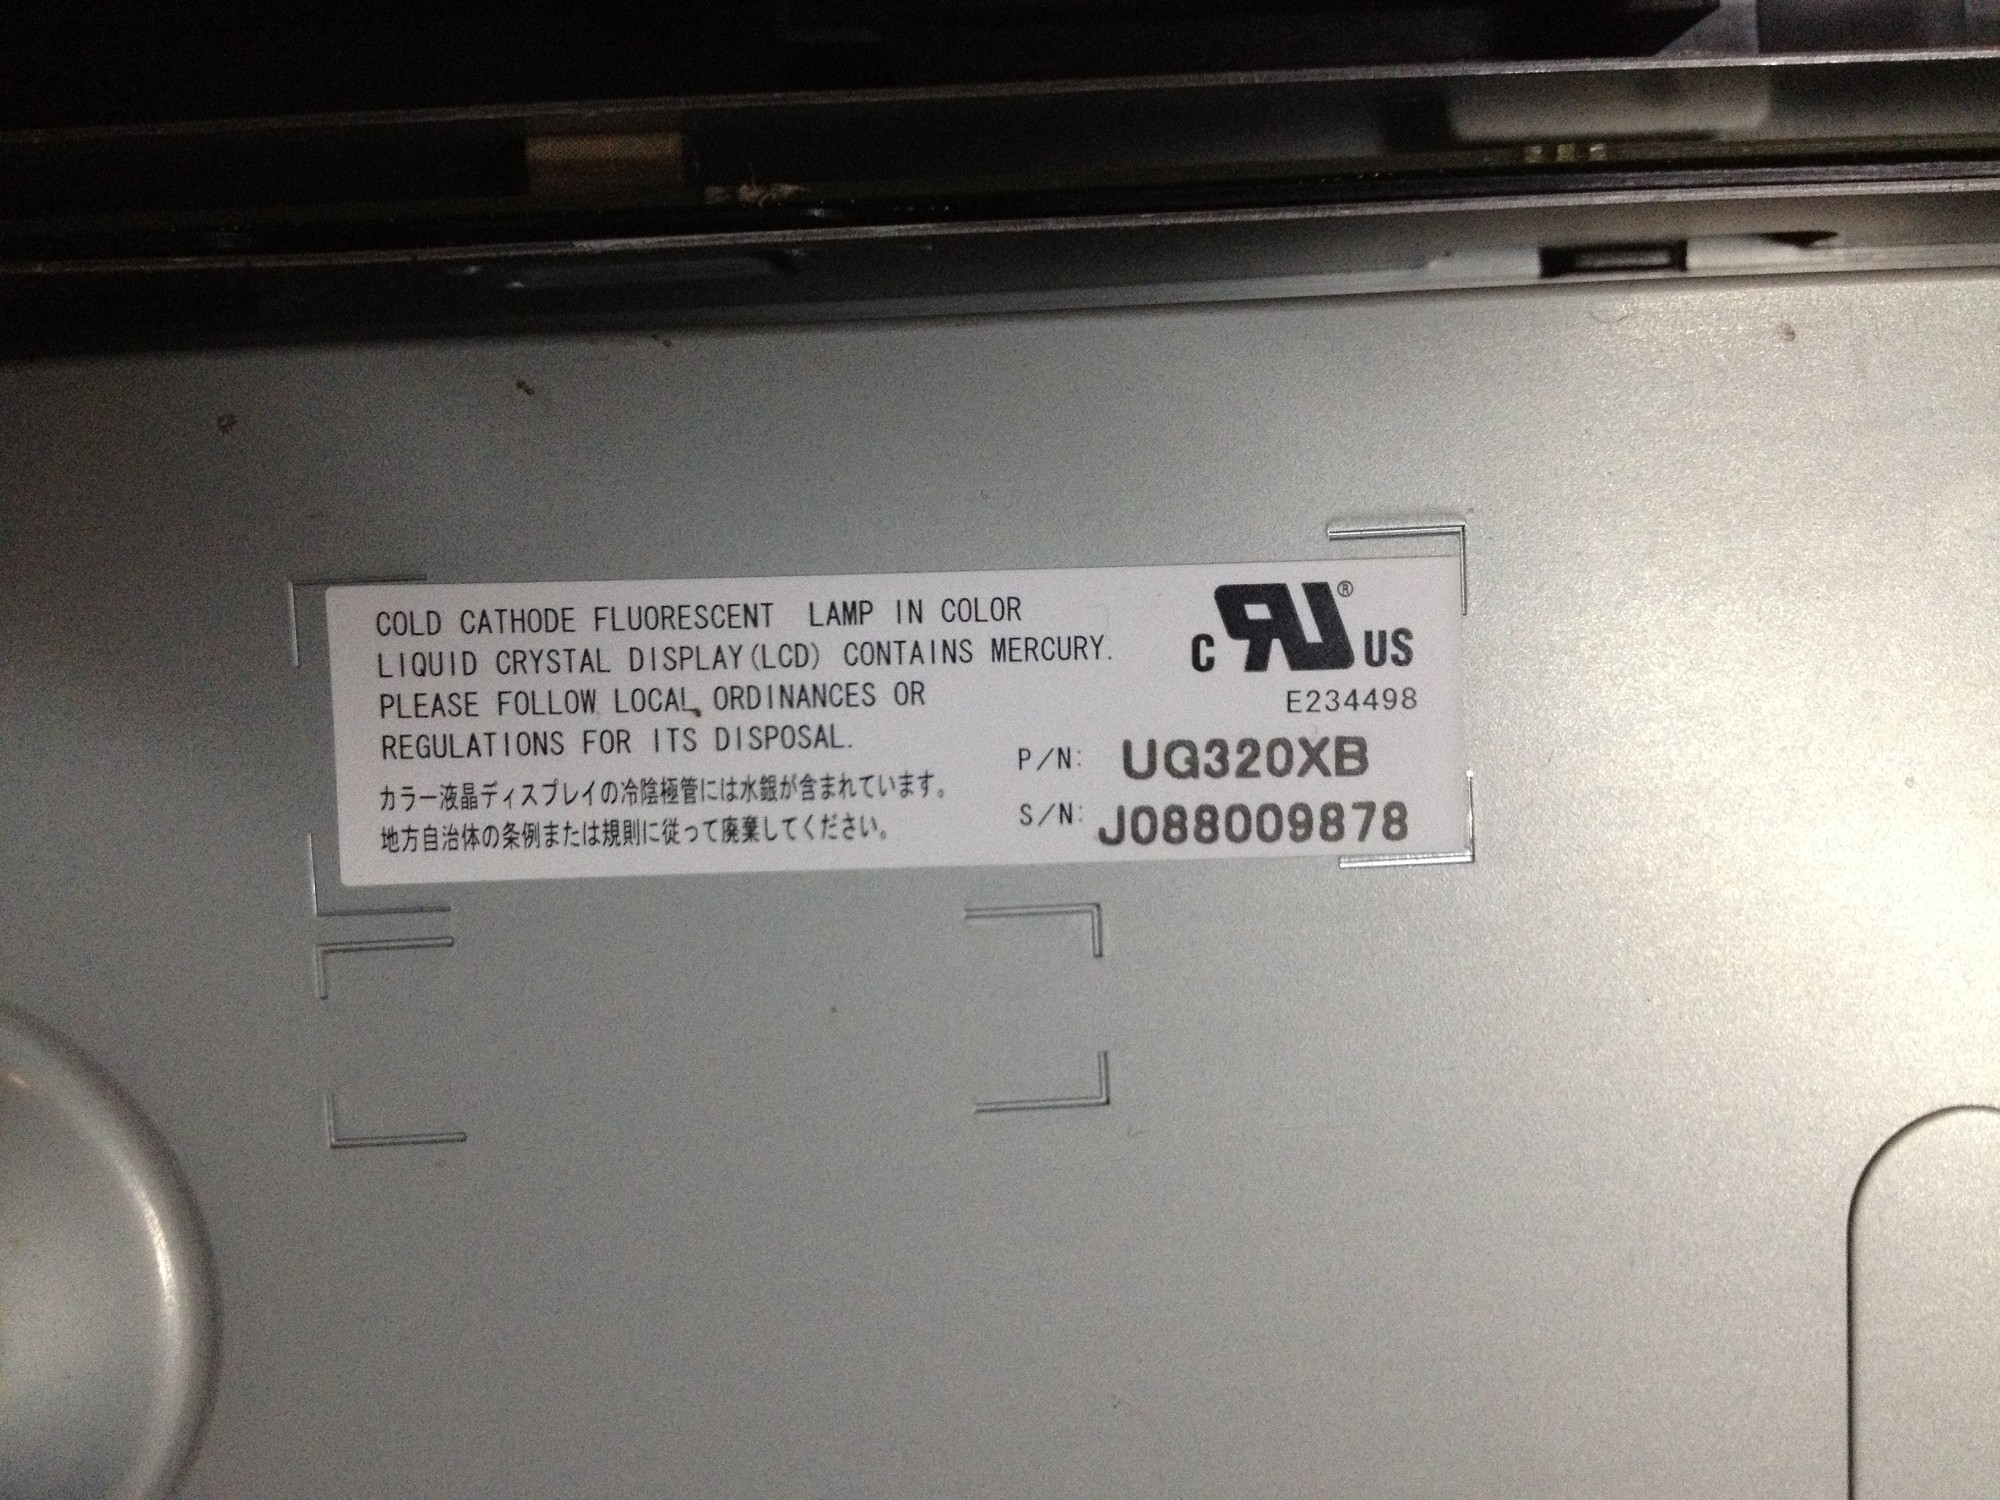 COLD CATHODE FLUORESCENT LAMP IN COLOR
LIQUID CRYSTAL DISPLAY(LCD) CONTAINS MERCURY.
PLEASE FOLLOW LOCAL ORDINANCES OR
REGULATIONS FOR ITS DISPOSAL.
カラー液晶ディスプレイの冷陰極管には水銀が含まれています。
地方自治体の条例または規則に従って廃棄してください。
C RU® US
E234498
P/N: UG320XB
S/N: J088009878